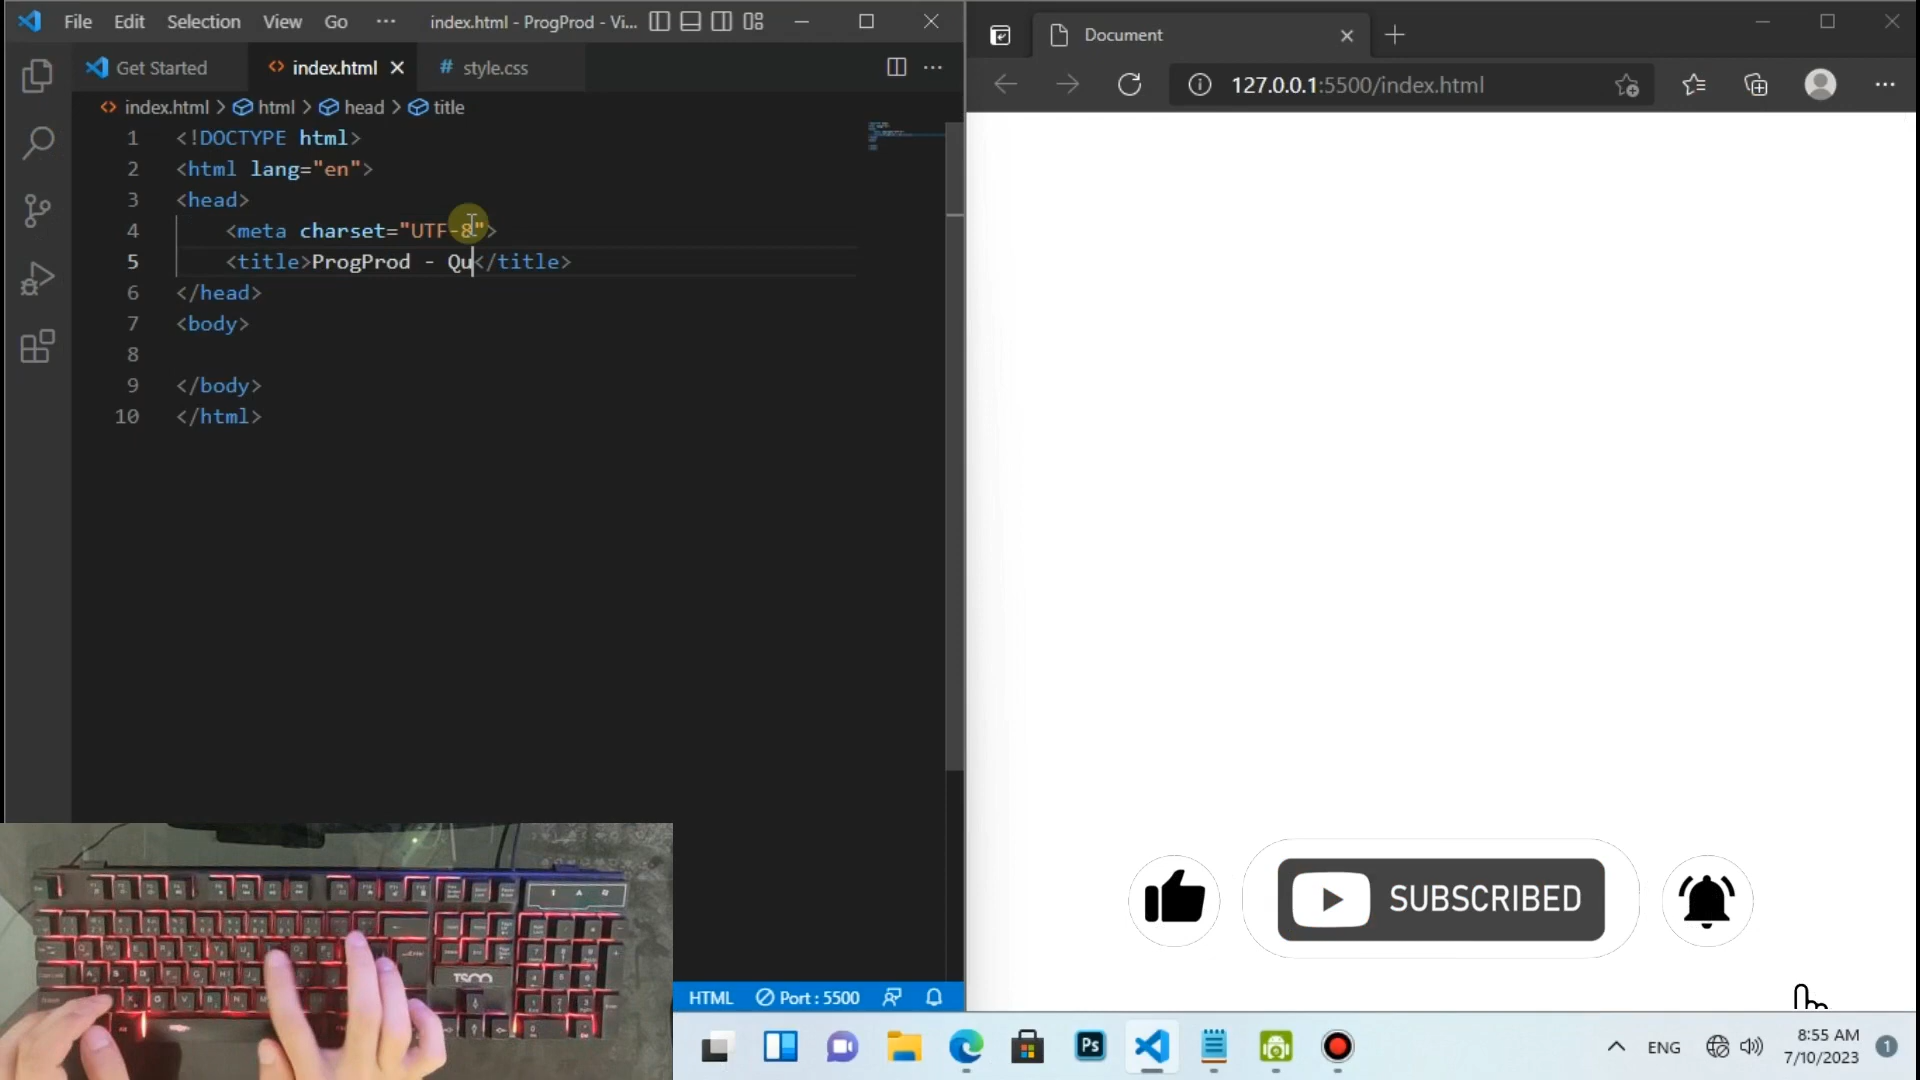 File Edit Selection View Go ··· index.html - ProgProd - Vi...
Get Started
index.html
# style.css
index.html > html > head > title
1 <!DOCTYPE html>
2 <html lang="en">
3 <head>
4 <meta charset="UTF-8">
5 <title>ProgProd - Qu</title>
6 </head>
7 <body>
8
9 </body>
10 </html>
Document
127.0.0.1:5500/index.html
SUBSCRIBED
TSCO
HTML Port : 5500
Ps
ENG
8:55 AM
7/10/2023
1